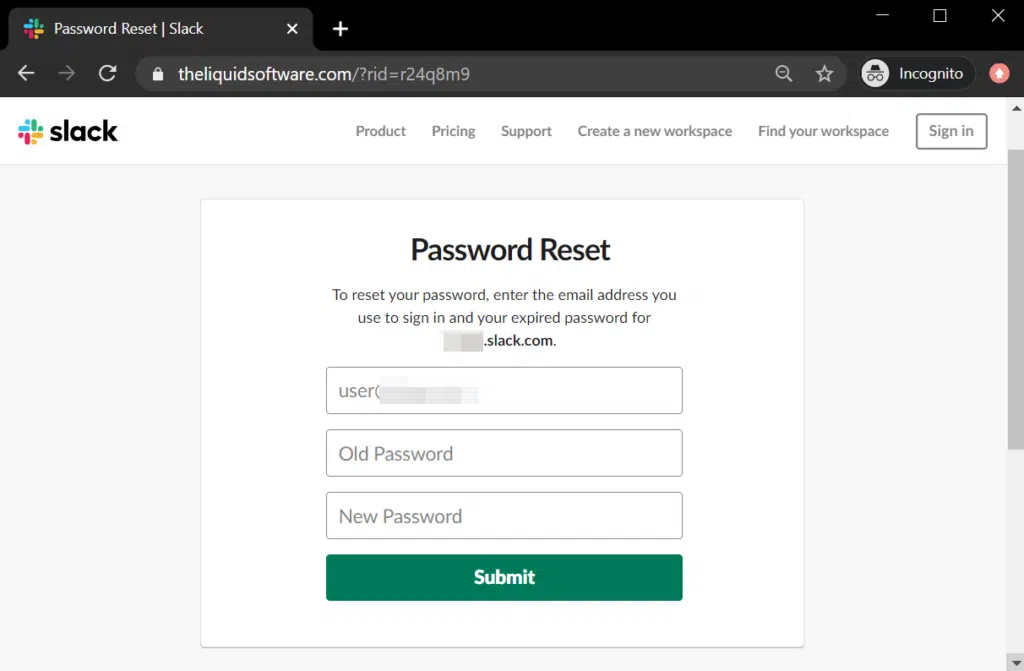 Password Reset | Slack
theliquidsoftware.com/?rid=r24q8m9
Incognito
slack
Product Pricing Support Create a new workspace Find your workspace Sign in
Password Reset
To reset your password, enter the email address you
use to sign in and your expired password for
.slack.com.
user
Old Password
New Password
Submit